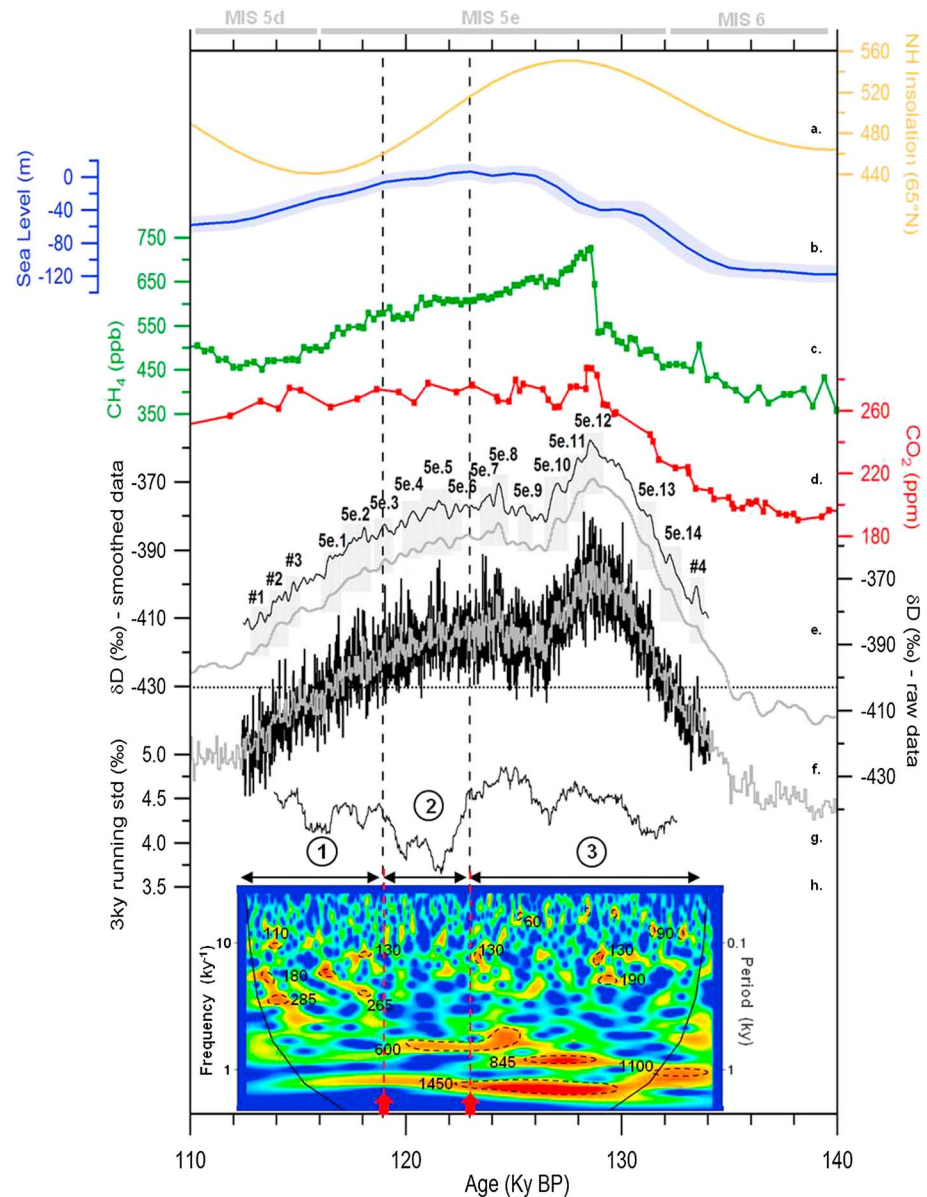 MIS 5d MIS 5e MIS 6
560
520
480
440
NH Insolation (65°N)
a.
0
-40
-80
-120
Sea Level (m)
b.
750
650
550
450
350
CH4 (ppb)
c.
260
220
180
CO2 (ppm)
d.
-370
-390
-410
-430
δD (‰) - smoothed data
#1
#2
#3
5e.1
5e.2
5e.3
5e.4
5e.5
5e.6
5e.7
5e.8
5e.9
5e.10
5e.11
5e.12
5e.13
5e.14
#4
e.
-370
-390
-410
-430
δD (‰) - raw data
f.
5.0
4.5
4.0
3.5
3ky running std (‰)
g.
1
2
3
h.
10
1
Frequency (ky-1)
110
180
285
130
265
600
1450
130
60
845
130
190
90
1100
0.1
1
Period (ky)
110 120 130 140
Age (Ky BP)